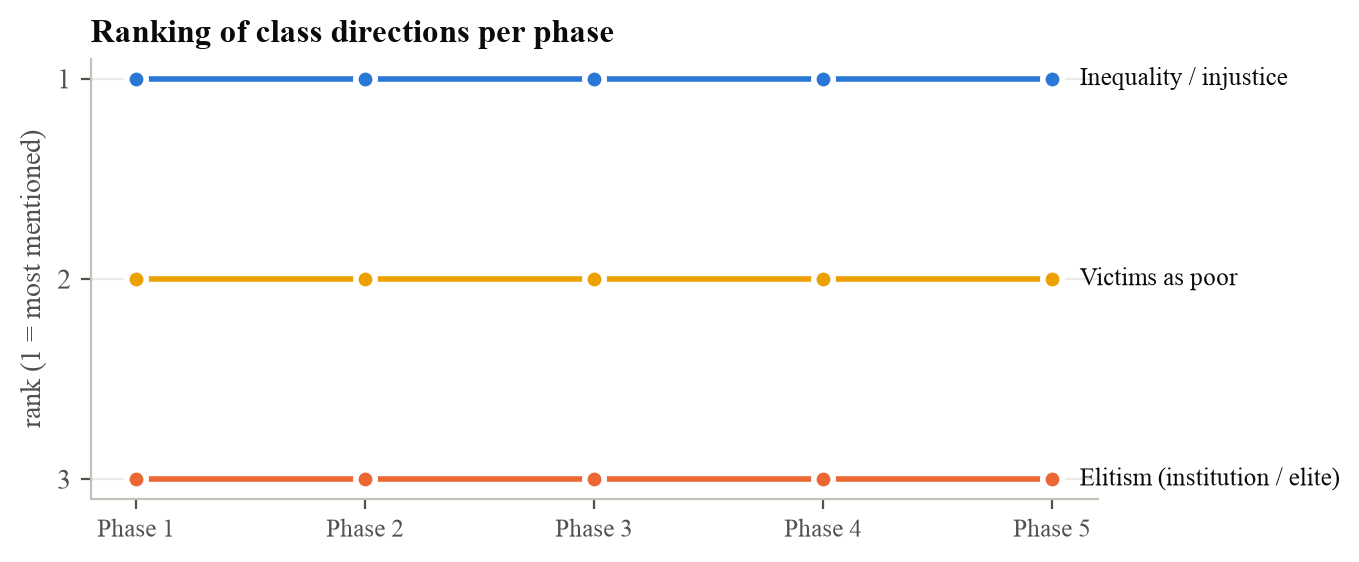 Ranking of class directions per phase
1
2
3
rank (1 = most mentioned)
Inequality / injustice
Victims as poor
Elitism (institution / elite)
Phase 1
Phase 2
Phase 3
Phase 4
Phase 5